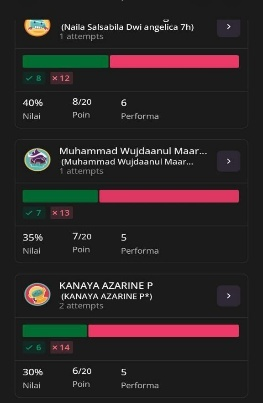 (Naila Salsabila Dwi angelica 7h)
1 attempts
✓ 8 × 12
40% 8/20 6
Nilai Poin Performa
Muhammad Wujdaanul Maar...
(Muhammad Wujdaanul Maar...
1 attempts
✓ 7 × 13
35% 7/20 5
Nilai Poin Performa
KANAYA AZARINE P
(KANAYA AZARINE P*)
2 attempts
✓ 6 × 14
30% 6/20 5
Nilai Poin Performa